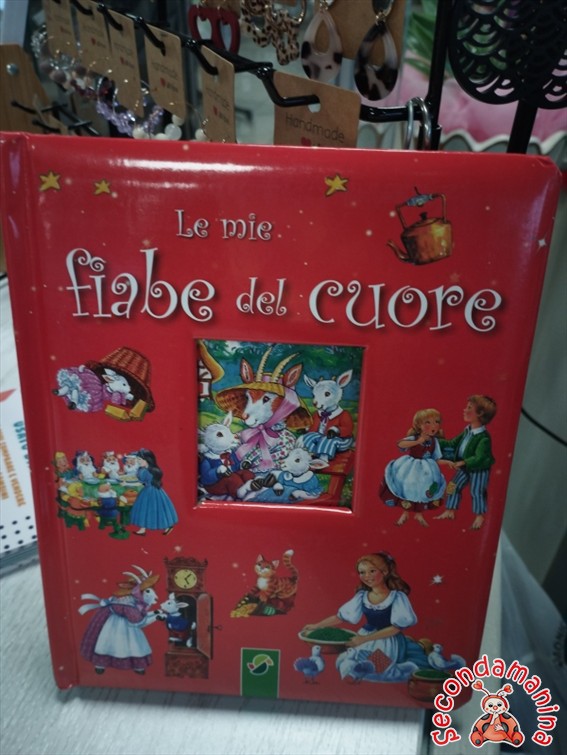 Handmade
Le mie
fiabe del cuore
Secondamanina